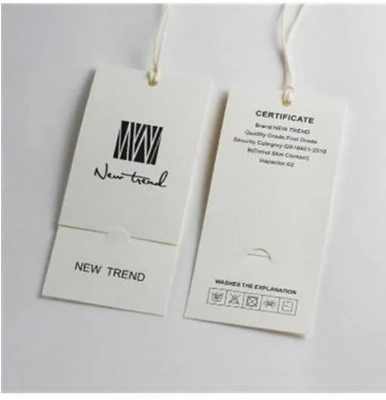 New trend
NEW TREND
CERTIFICATE
Brand:NEW TREND
Quality Grade:First Grade
Security Category:GB18401-2010
B(Direct Skin Contact)
Inspector:02
WASHES THE EXPLANATION